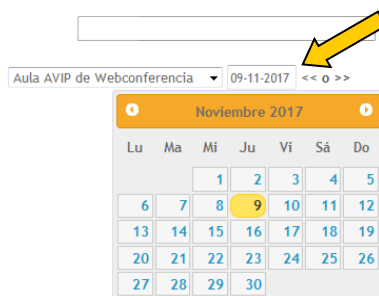 Aula AVIP de Webconferencia 09-11-2017 << o >>
Noviembre 2017
Lu Ma Mi Ju Vi Sá Do
1 2 3 4 5
6 7 8 9 10 11 12
13 14 15 16 17 18 19
20 21 22 23 24 25 26
27 28 29 30